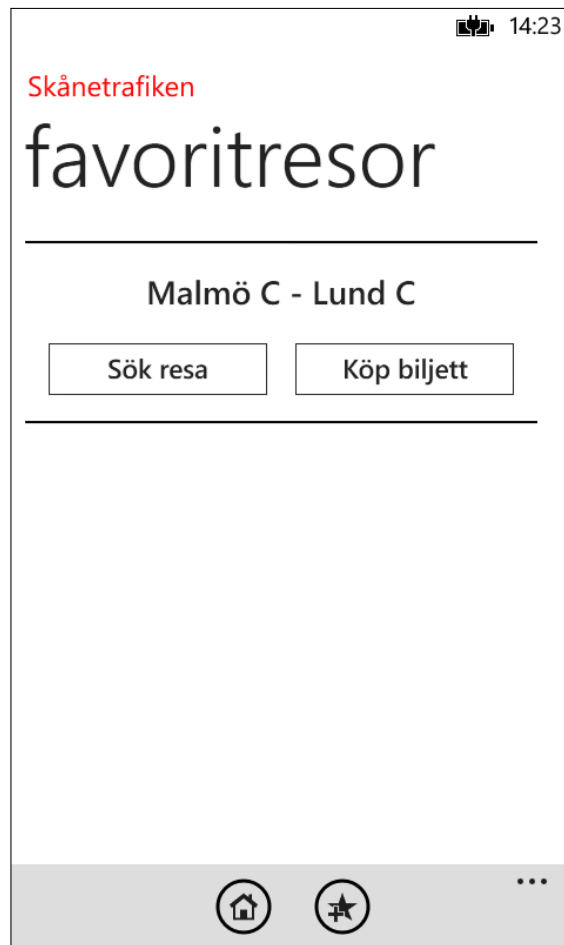 14:23
Skånetrafiken
favoritresor
Malmö C - Lund C
Sök resa Köp biljett